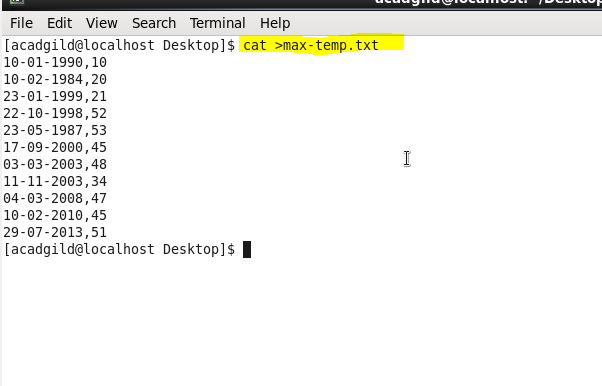 acadgild@localhost:~/Desktop
File Edit View Search Terminal Help
[acadgild@localhost Desktop]$ cat >max-temp.txt
10-01-1990,10
10-02-1984,20
23-01-1999,21
22-10-1998,52
23-05-1987,53
17-09-2000,45
03-03-2003,48
11-11-2003,34
04-03-2008,47
10-02-2010,45
29-07-2013,51
[acadgild@localhost Desktop]$